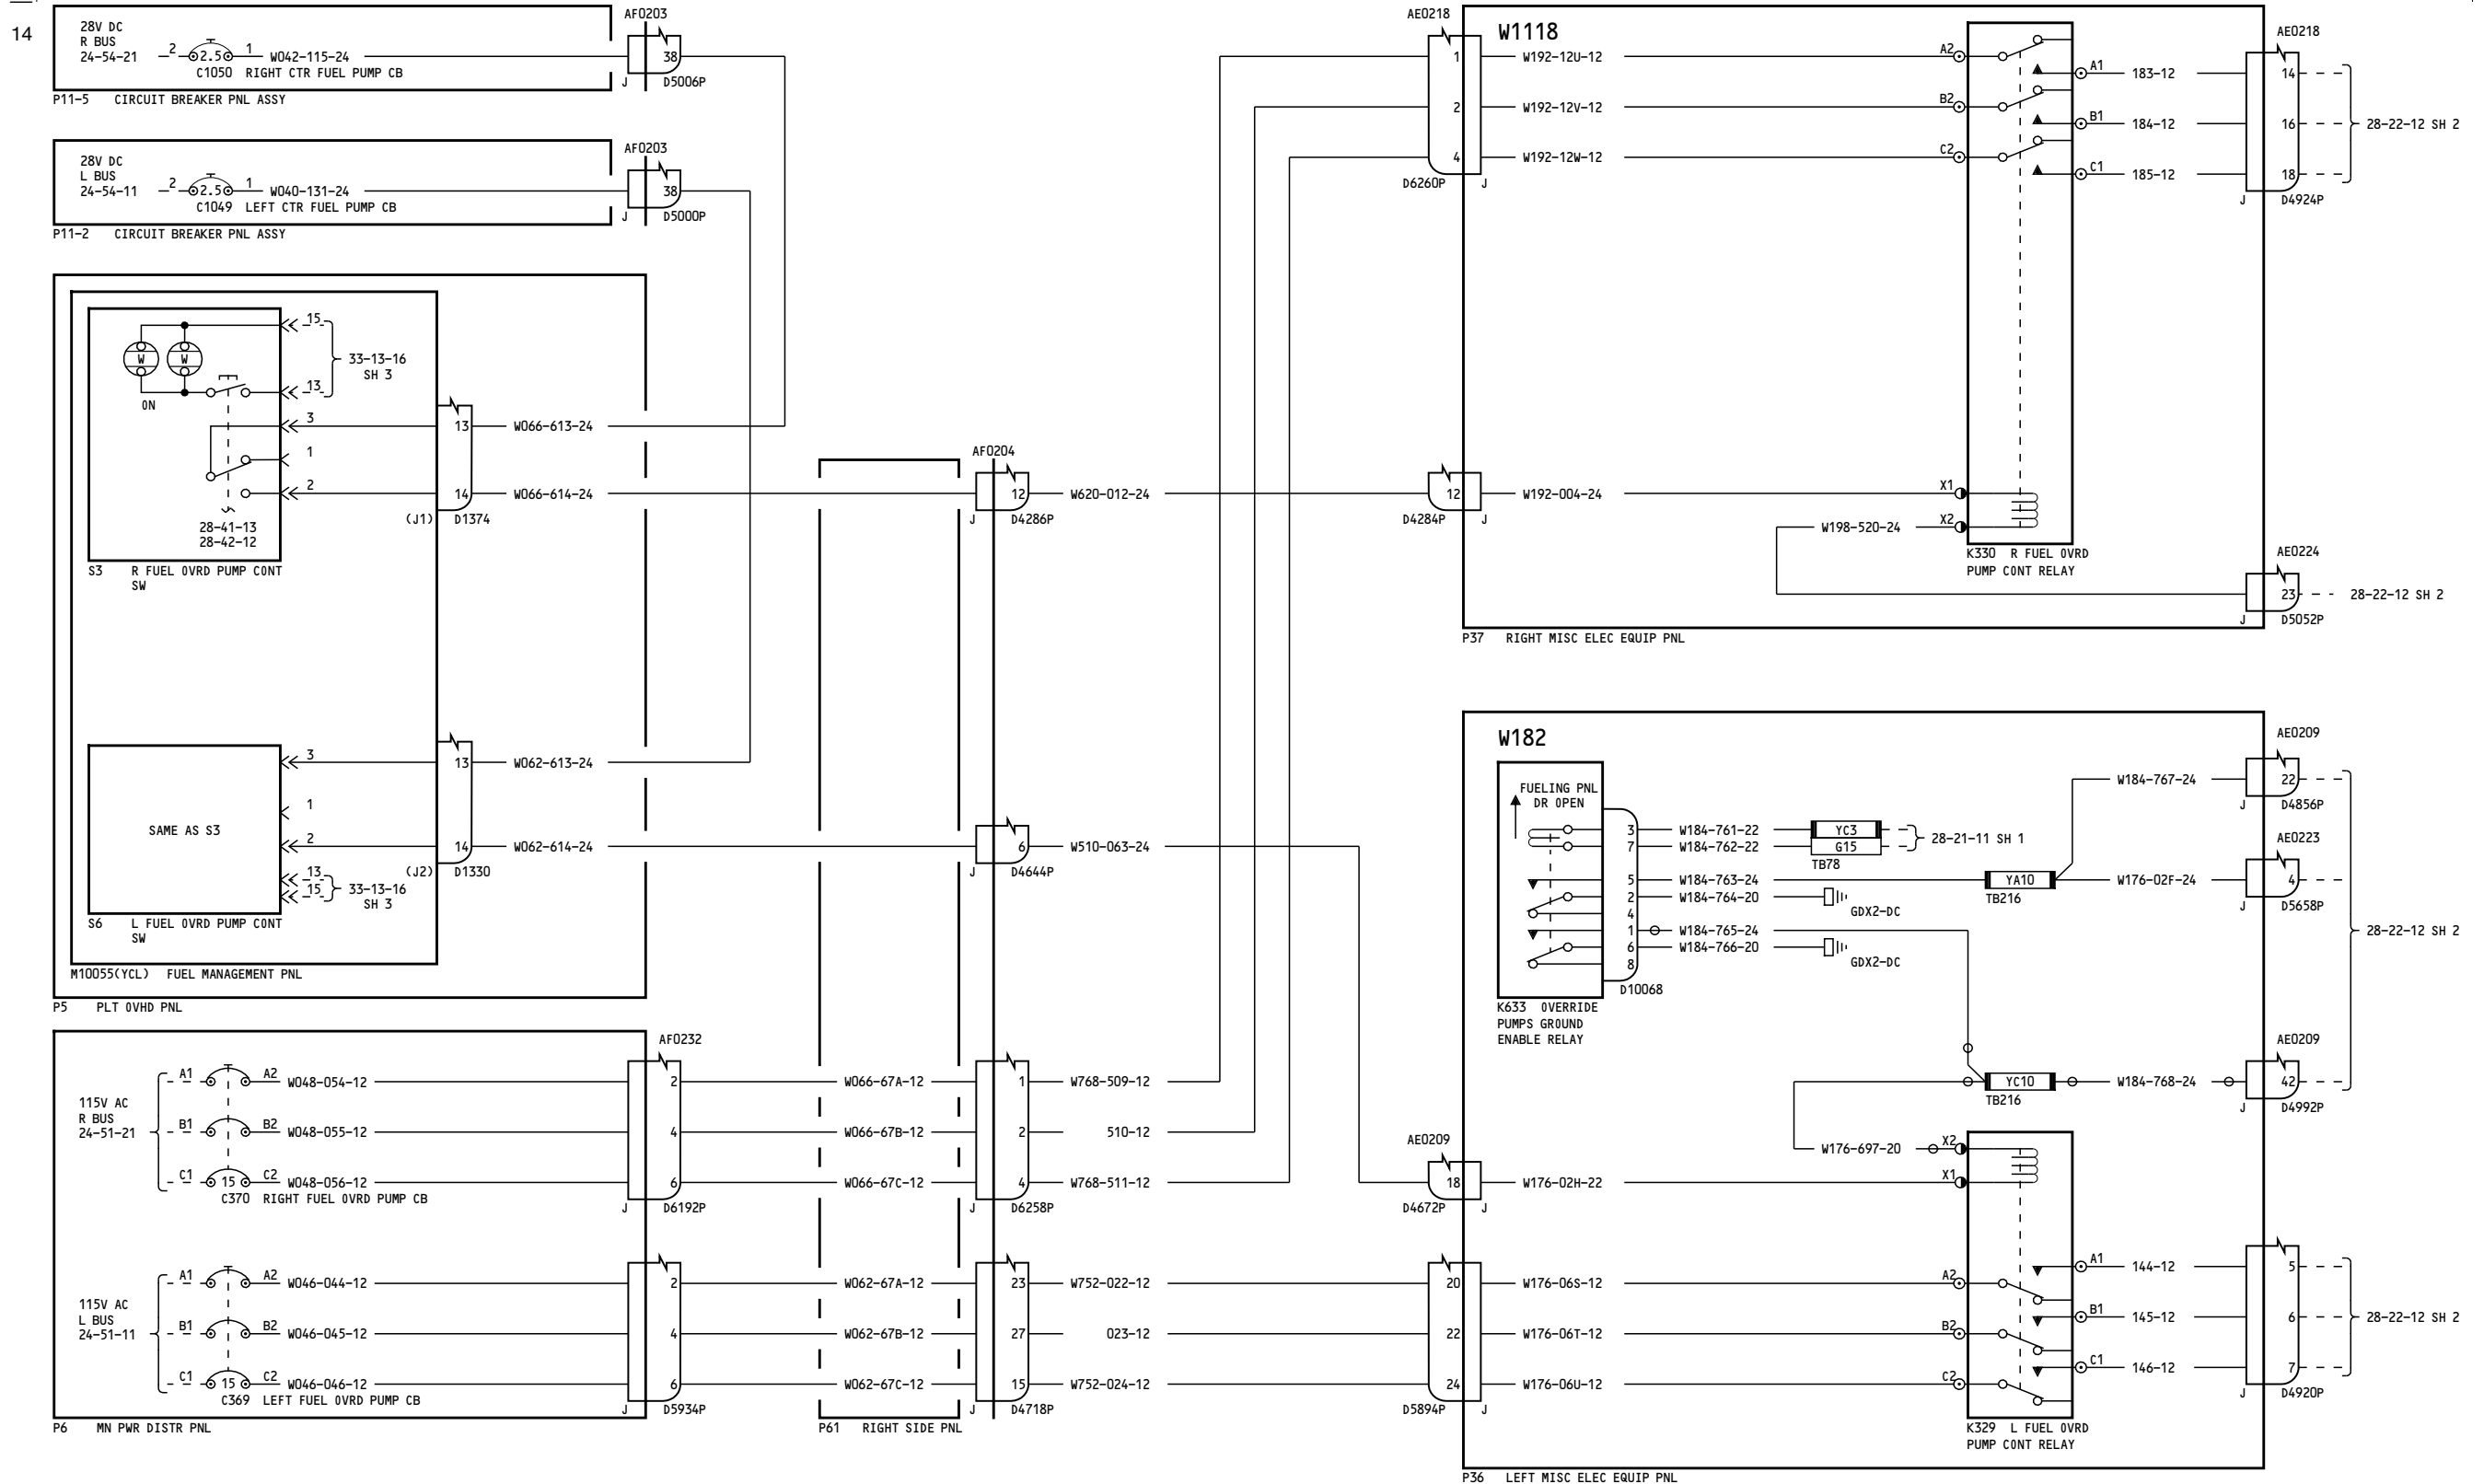 14
28V DC
R BUS
24-54-21
2
2.5
1
W042-115-24
C1050 RIGHT CTR FUEL PUMP CB
P11-5 CIRCUIT BREAKER PNL ASSY
AF0203
38
J
D5006P
28V DC
L BUS
24-54-11
2
2.5
1
W040-131-24
C1049 LEFT CTR FUEL PUMP CB
P11-2 CIRCUIT BREAKER PNL ASSY
AF0203
38
J
D5000P
W
W
ON
15
13
33-13-16
SH 3
3
1
2
28-41-13
28-42-12
S3 R FUEL OVRD PUMP CONT
SW
13
14
(J1)
D1374
W066-613-24
W066-614-24
SAME AS S3
3
1
2
13
15
33-13-16
SH 3
S6 L FUEL OVRD PUMP CONT
SW
13
14
(J2)
D1330
W062-613-24
W062-614-24
M10055(YCL) FUEL MANAGEMENT PNL
P5 PLT OVHD PNL
115V AC
R BUS
24-51-21
A1
A2
W048-054-12
B1
B2
W048-055-12
C1
15
C2
W048-056-12
C370 RIGHT FUEL OVRD PUMP CB
AF0232
2
4
6
J
D6192P
115V AC
L BUS
24-51-11
A1
A2
W046-044-12
B1
B2
W046-045-12
C1
15
C2
W046-046-12
C369 LEFT FUEL OVRD PUMP CB
2
4
6
J
D5934P
P6 MN PWR DISTR PNL
W066-67A-12
W066-67B-12
W066-67C-12
W062-67A-12
W062-67B-12
W062-67C-12
P61 RIGHT SIDE PNL
AF0204
12
J
D4286P
W620-012-24
6
J
D4644P
W510-063-24
1
2
4
J
D6258P
W768-509-12
510-12
W768-511-12
23
27
15
J
D4718P
W752-022-12
023-12
W752-024-12
AE0218
1
2
4
D6260P
J
W1118
W192-12U-12
W192-12V-12
W192-12W-12
A2
B2
C2
A1
B1
C1
183-12
184-12
185-12
AE0218
14
16
18
J
D4924P
28-22-12 SH 2
12
D4284P
J
W192-004-24
X1
X2
W198-520-24
K330 R FUEL OVRD
PUMP CONT RELAY
AE0224
23
J
D5052P
28-22-12 SH 2
P37 RIGHT MISC ELEC EQUIP PNL
W182
FUELING PNL
DR OPEN
3
7
5
2
4
1
6
8
D10068
K633 OVERRIDE
PUMPS GROUND
ENABLE RELAY
W184-761-22
W184-762-22
W184-763-24
W184-764-20
W184-765-24
W184-766-20
YC3
G15
TB78
28-21-11 SH 1
GDX2-DC
GDX2-DC
YA10
TB216
W184-767-24
W176-02F-24
AE0209
22
J
D4856P
AE0223
4
J
D5658P
28-22-12 SH 2
YC10
TB216
W184-768-24
AE0209
42
J
D4992P
AE0209
18
D4672P
J
W176-697-20
X2
W176-02H-22
X1
20
22
24
D5894P
J
W176-06S-12
W176-06T-12
W176-06U-12
A2
B2
C2
A1
B1
C1
144-12
145-12
146-12
5
6
7
J
D4920P
28-22-12 SH 2
K329 L FUEL OVRD
PUMP CONT RELAY
P36 LEFT MISC ELEC EQUIP PNL